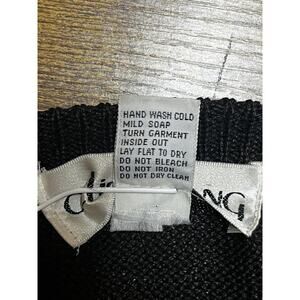 HAND WASH COLD
MILD SOAP
TURN GARMENT
INSIDE OUT
LAY FLAT TO DRY
DO NOT BLEACH
DO NOT IRON
DO NOT DRY CLEAN